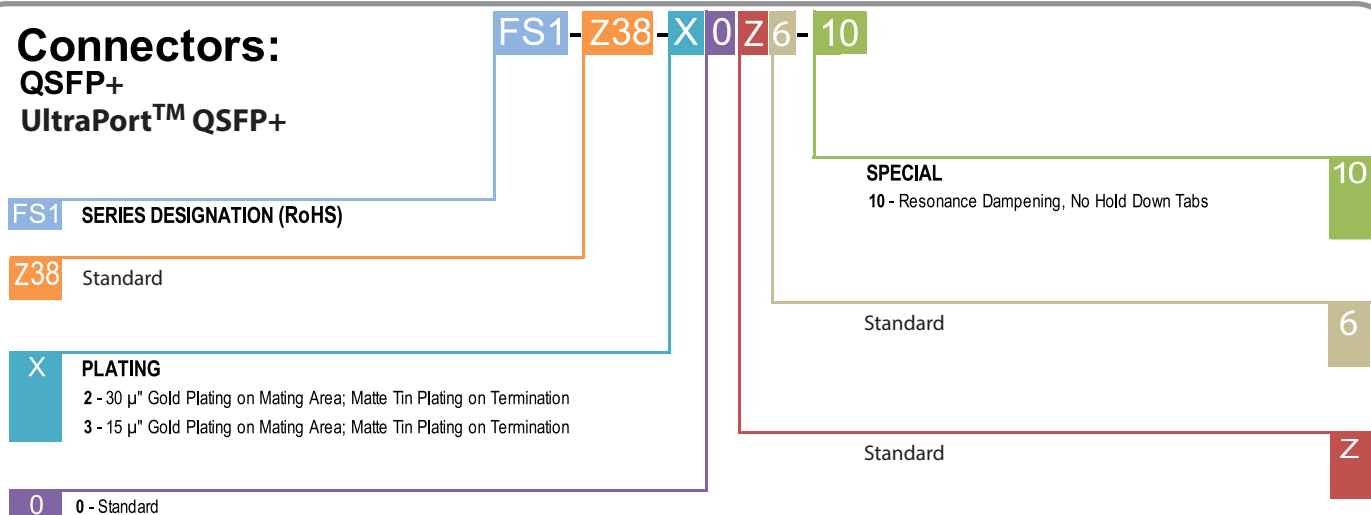 Connectors:
QSFP+
UltraPort™ QSFP+
FS1-Z38-X0Z6-10
FS1 SERIES DESIGNATION (RoHS)
Z38 Standard
X PLATING
2 - 30 µ" Gold Plating on Mating Area; Matte Tin Plating on Termination
3 - 15 µ" Gold Plating on Mating Area; Matte Tin Plating on Termination
0 0 - Standard
SPECIAL 10
10 - Resonance Dampening, No Hold Down Tabs
Standard 6
Standard Z